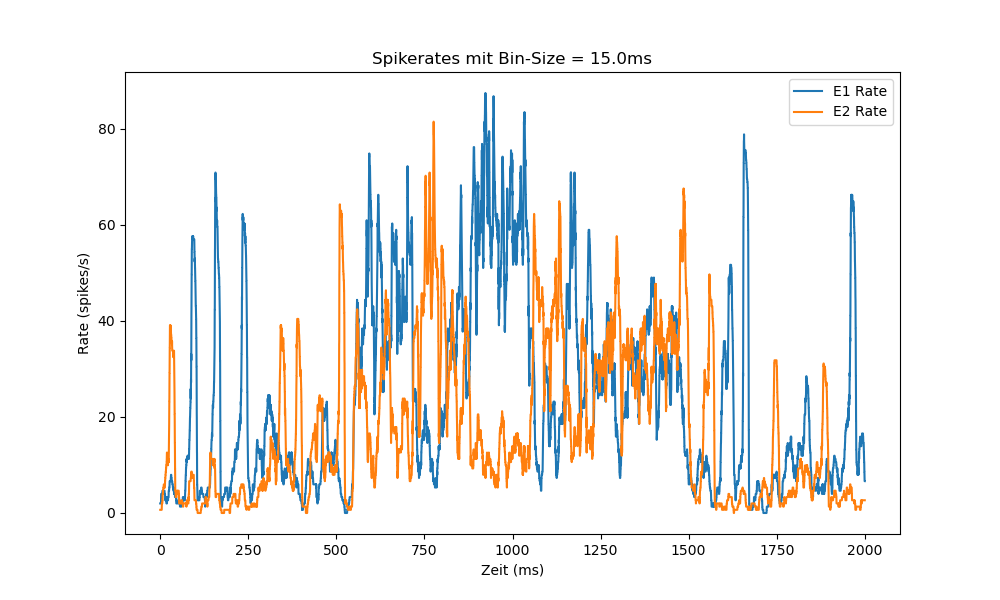 Spikerates mit Bin-Size = 15.0ms
E1 Rate
E2 Rate
Rate (spikes/s)
80
60
40
20
0
0 250 500 750 1000 1250 1500 1750 2000
Zeit (ms)